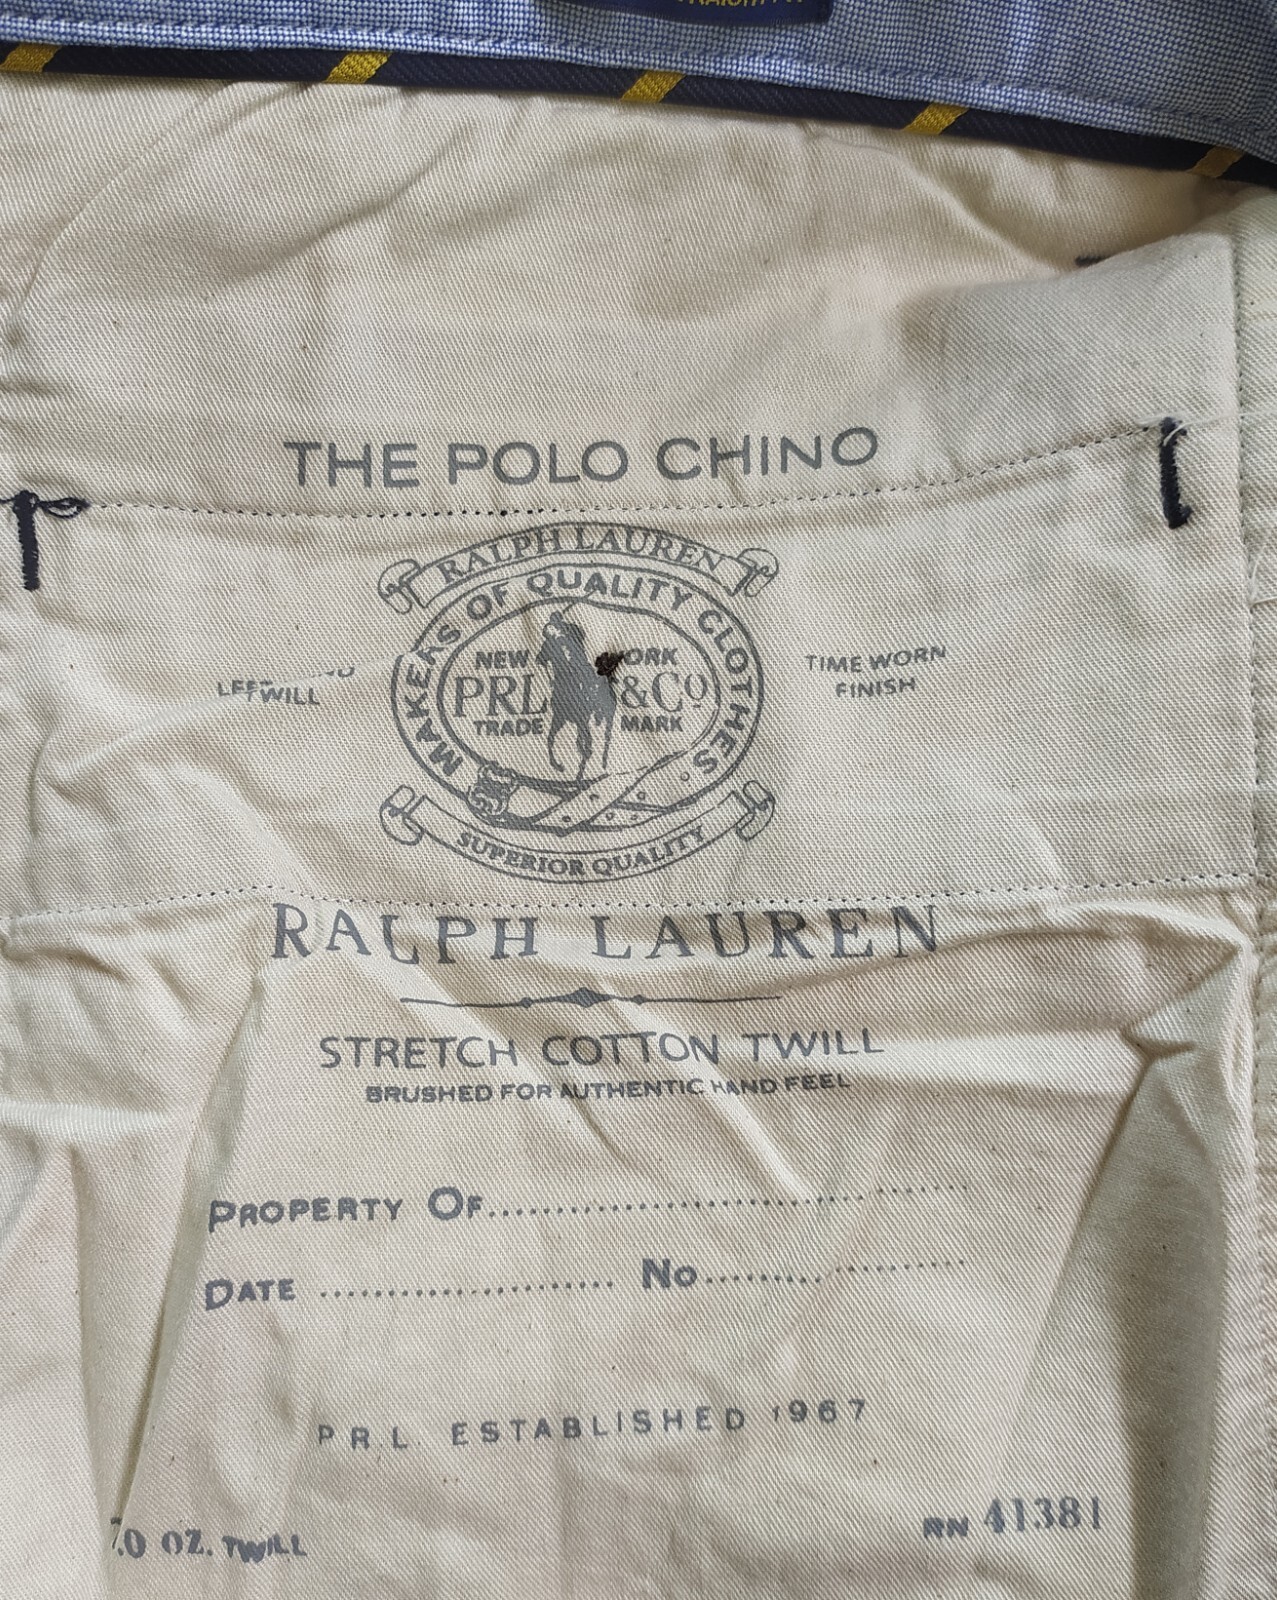 THE POLO CHINO
RALPH LAUREN
MAKERS OF QUALITY CLOTHES
NEW
PRL & Co
TRADE MARK
SUPERIOR QUALITY
TWILL
TIME WORN
FINISH
RALPH LAUREN
STRETCH COTTON TWILL
BRUSHED FOR AUTHENTIC HAND FEEL
PROPERTY OF
DATE No
P.R.L. ESTABLISHED 1967
OZ. TWILL
RN 41381